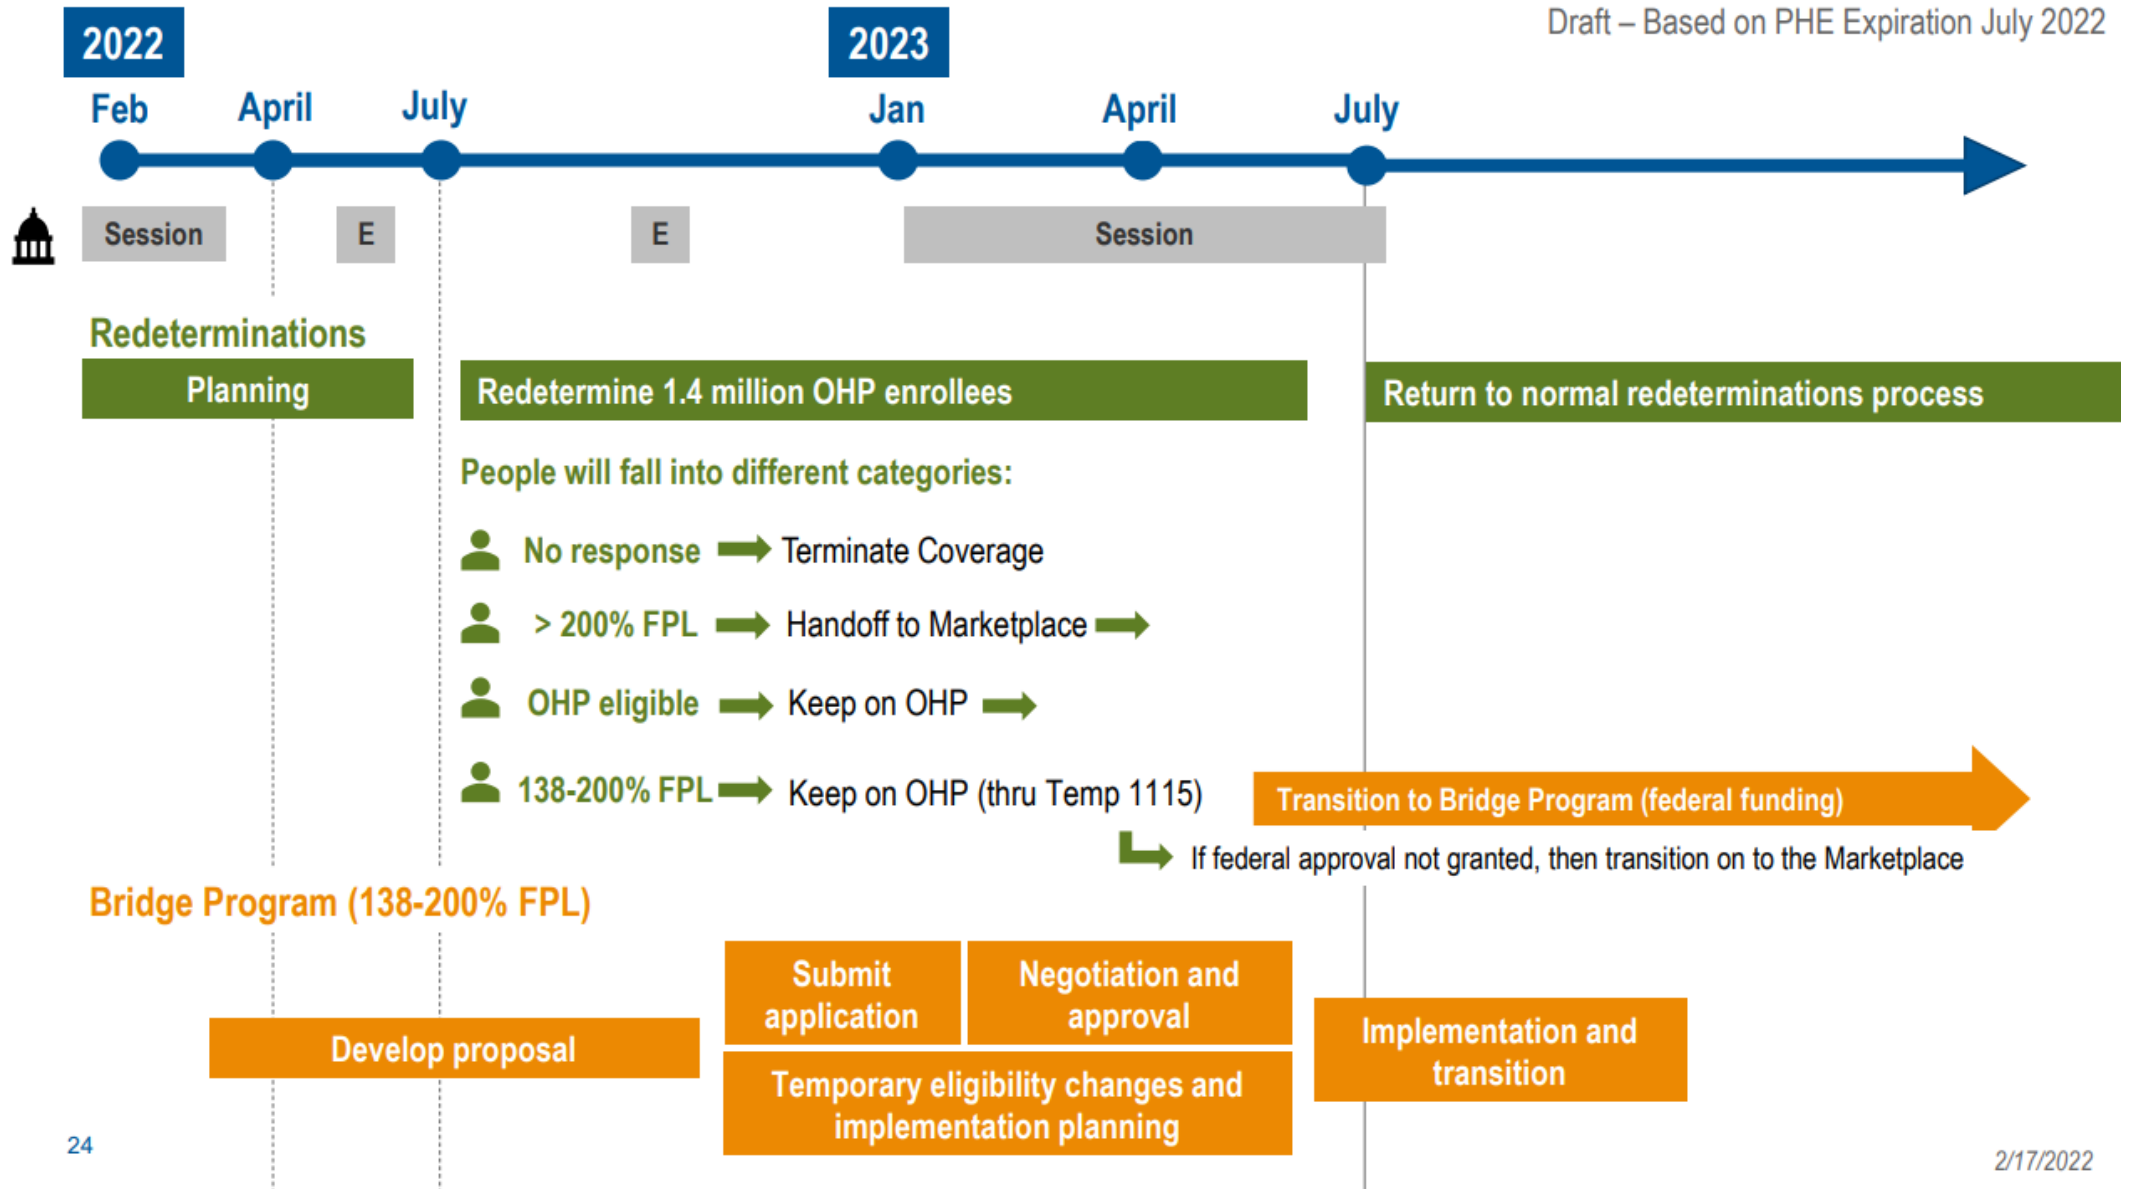 Draft – Based on PHE Expiration July 2022
2022
2023
Feb
April
July
Jan
April
July
Session
E
E
Session
Redeterminations
Planning
Redetermine 1.4 million OHP enrollees
Return to normal redeterminations process
People will fall into different categories:
No response
Terminate Coverage
> 200% FPL
Handoff to Marketplace
OHP eligible
Keep on OHP
138-200% FPL
Keep on OHP (thru Temp 1115)
Transition to Bridge Program (federal funding)
If federal approval not granted, then transition on to the Marketplace
Bridge Program (138-200% FPL)
Develop proposal
Submit
application
Negotiation and
approval
Temporary eligibility changes and
implementation planning
Implementation and
transition
24
2/17/2022